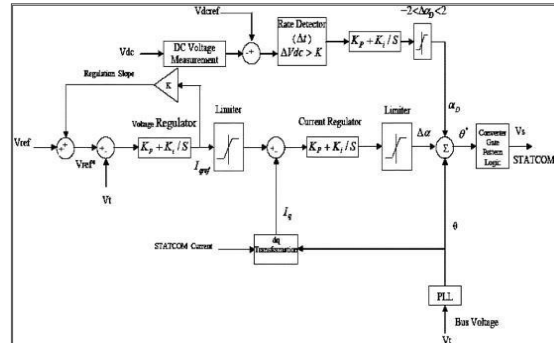 Vdcref
Rate Detector
(Δt)
ΔVdc > K
−2<Δα_D<2
Vdc
DC Voltage
Measurement
-+
K_P + K_i/S
Regulation Slope
K
Voltage Regulator
Limiter
Current Regulator
Limiter
α_D
Vref
++
Vref*
+-
K_P + K_i/S
I_qref
+-
K_P + K_i/S
Δα
Σ
θ*
Converter
Gate
Pattern
Logic
Vs
STATCOM
Vt
I_q
θ
STATCOM Current
dq
Transformation
PLL
Bus Voltage
Vt